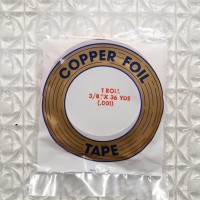 COPPER FOIL
1 ROLL
3/8" X 36 YDS
(.001)
TAPE